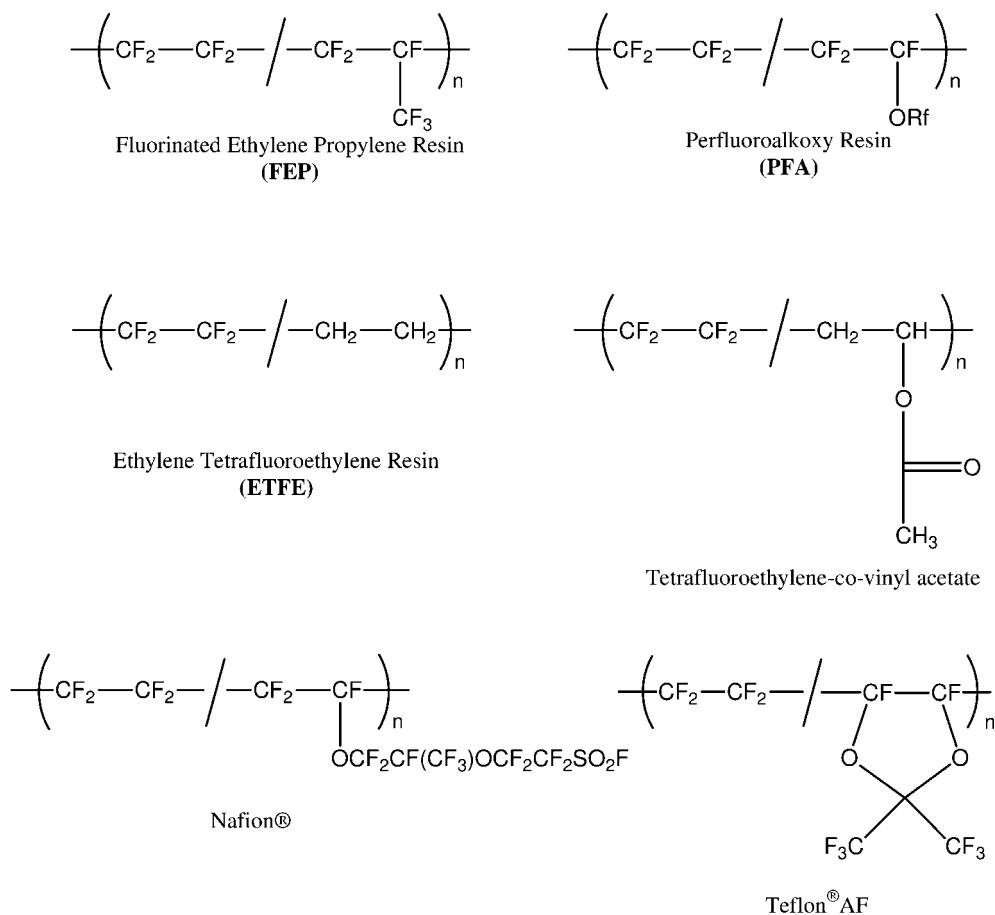 CF2 CF2 CF2 CF n
CF3
Fluorinated Ethylene Propylene Resin
(FEP)
CF2 CF2 CF2 CF n
ORf
Perfluoroalkoxy Resin
(PFA)
CF2 CF2 CH2 CH2 n
Ethylene Tetrafluoroethylene Resin
(ETFE)
CF2 CF2 CH2 CH n
O
O
CH3
Tetrafluoroethylene-co-vinyl acetate
CF2 CF2 CF2 CF n
OCF2CF(CF3)OCF2CF2SO2F
Nafion®
CF2 CF2 CF CF n
O O
F3C CF3
Teflon®AF